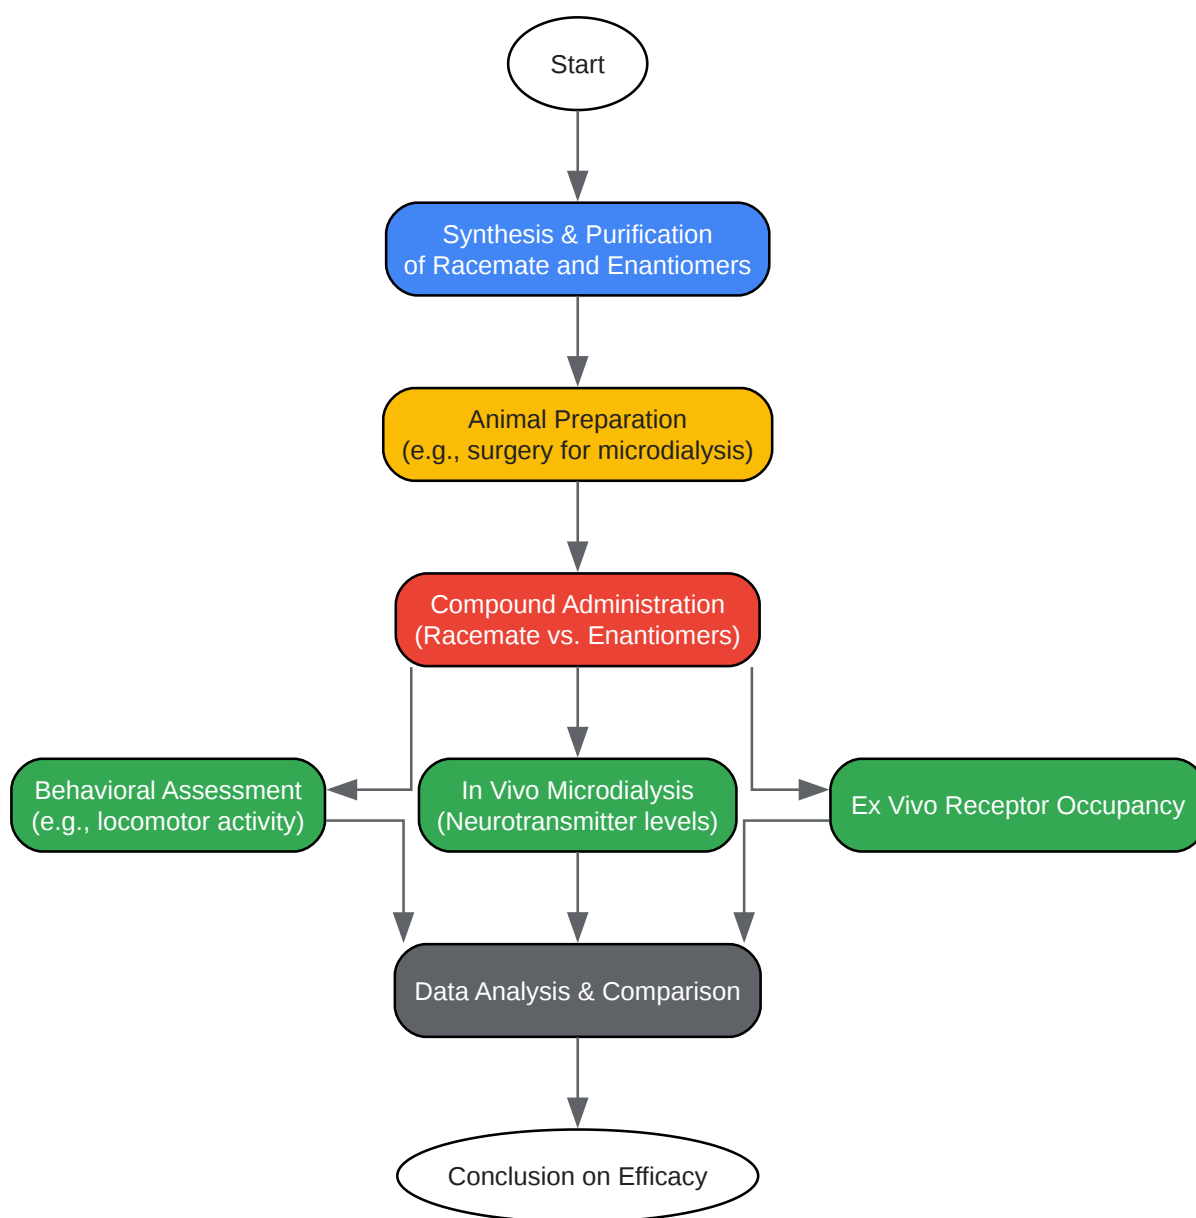 Start
Synthesis & Purification
of Racemate and Enantiomers
Animal Preparation
(e.g., surgery for microdialysis)
Compound Administration
(Racemate vs. Enantiomers)
Behavioral Assessment
(e.g., locomotor activity)
In Vivo Microdialysis
(Neurotransmitter levels)
Ex Vivo Receptor Occupancy
Data Analysis & Comparison
Conclusion on Efficacy